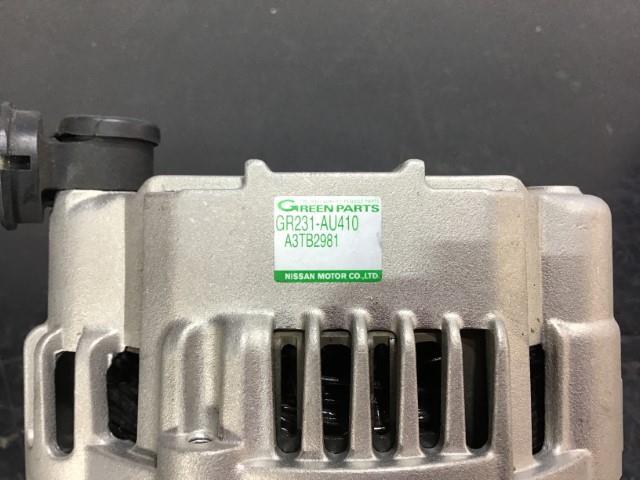 GREEN PARTS
GR231-AU410
A3TB2981
NISSAN MOTOR CO.,LTD.